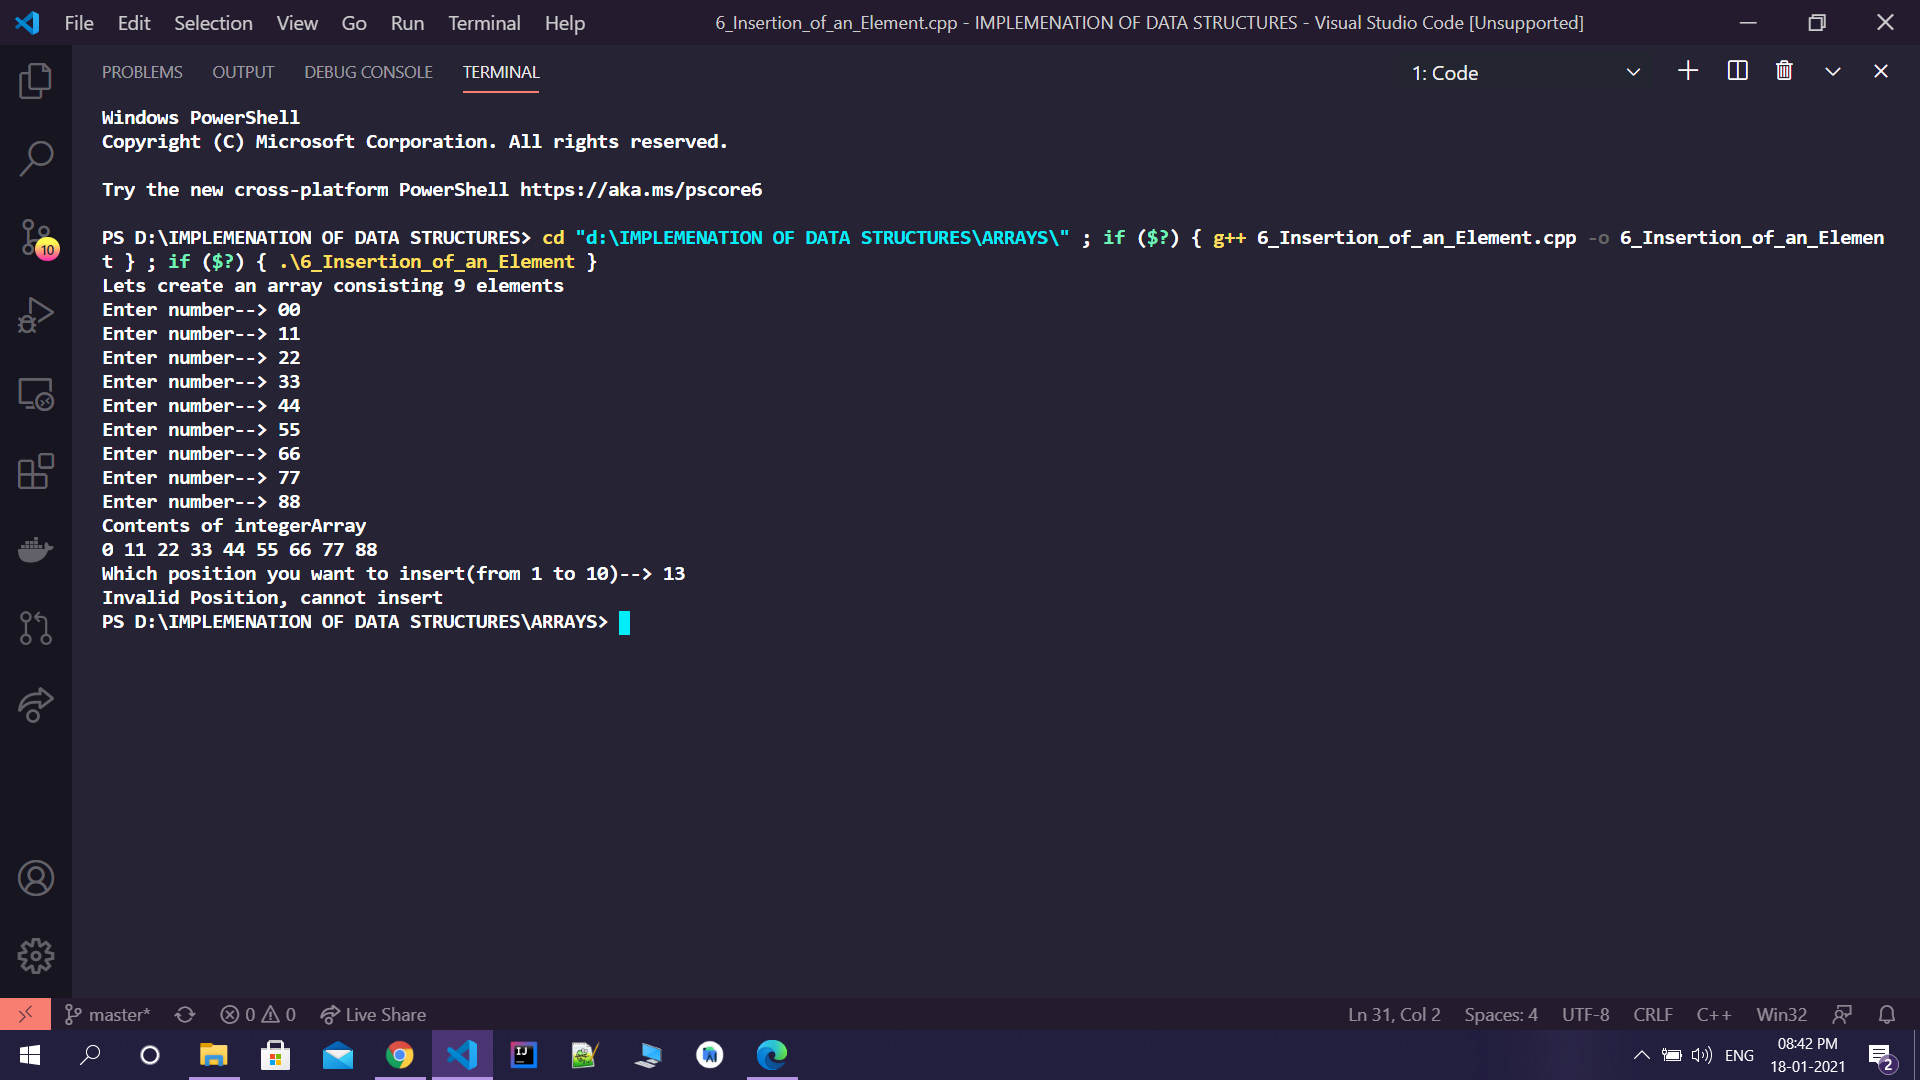 File Edit Selection View Go Run Terminal Help 6_Insertion_of_an_Element.cpp - IMPLEMENATION OF DATA STRUCTURES - Visual Studio Code [Unsupported]
PROBLEMS OUTPUT DEBUG CONSOLE TERMINAL 1: Code
Windows PowerShell
Copyright (C) Microsoft Corporation. All rights reserved.
Try the new cross-platform PowerShell https://aka.ms/pscore6
PS D:\IMPLEMENATION OF DATA STRUCTURES> cd "d:\IMPLEMENATION OF DATA STRUCTURES\ARRAYS\" ; if ($?) { g++ 6_Insertion_of_an_Element.cpp -o 6_Insertion_of_an_Elemen
t } ; if ($?) { .\6_Insertion_of_an_Element }
Lets create an array consisting 9 elements
Enter number--> 00
Enter number--> 11
Enter number--> 22
Enter number--> 33
Enter number--> 44
Enter number--> 55
Enter number--> 66
Enter number--> 77
Enter number--> 88
Contents of integerArray
0 11 22 33 44 55 66 77 88
Which position you want to insert(from 1 to 10)--> 13
Invalid Position, cannot insert
PS D:\IMPLEMENATION OF DATA STRUCTURES\ARRAYS>
10
master* 0 0 Live Share Ln 31, Col 2 Spaces: 4 UTF-8 CRLF C++ Win32
IJ ENG 08:42 PM
18-01-2021 2